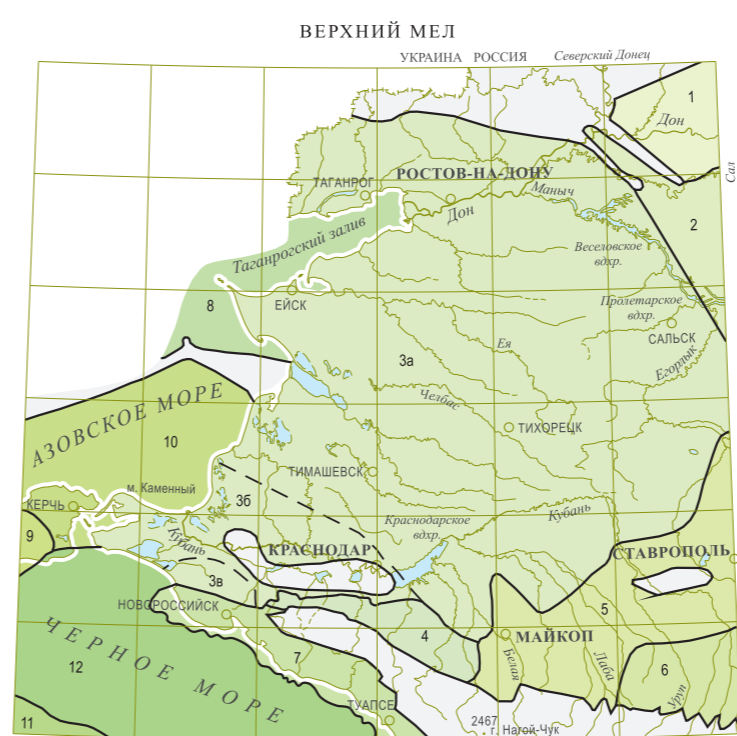 ВЕРХНИЙ МЕЛ
УКРАИНА РОССИЯ Северский Донец
1
Дон
Сал
ТАГАНРОГ
РОСТОВ-НА-ДОНУ
Маныч
Дон
2
Таганрогский залив
Веселовское
вдхр.
8
ЕЙСК
Пролетарское
вдхр.
САЛЬСК
Ея
3а
Егорлык
Челбас
АЗОВСКОЕ МОРЕ
10
ТИХОРЕЦК
ТИМАШЕВСК
м. Каменный
КЕРЧЬ
3б
Краснодарское
вдхр.
Кубань
9
Кубань
КРАСНОДАР
СТАВРОПОЛЬ
3в
НОВОРОССИЙСК
5
4
МАЙКОП
ЧЕРНОЕ МОРЕ
12
7
Белая
Лаба
6
Уруп
ТУАПСЕ
11
2467
г. Нагой-Чук